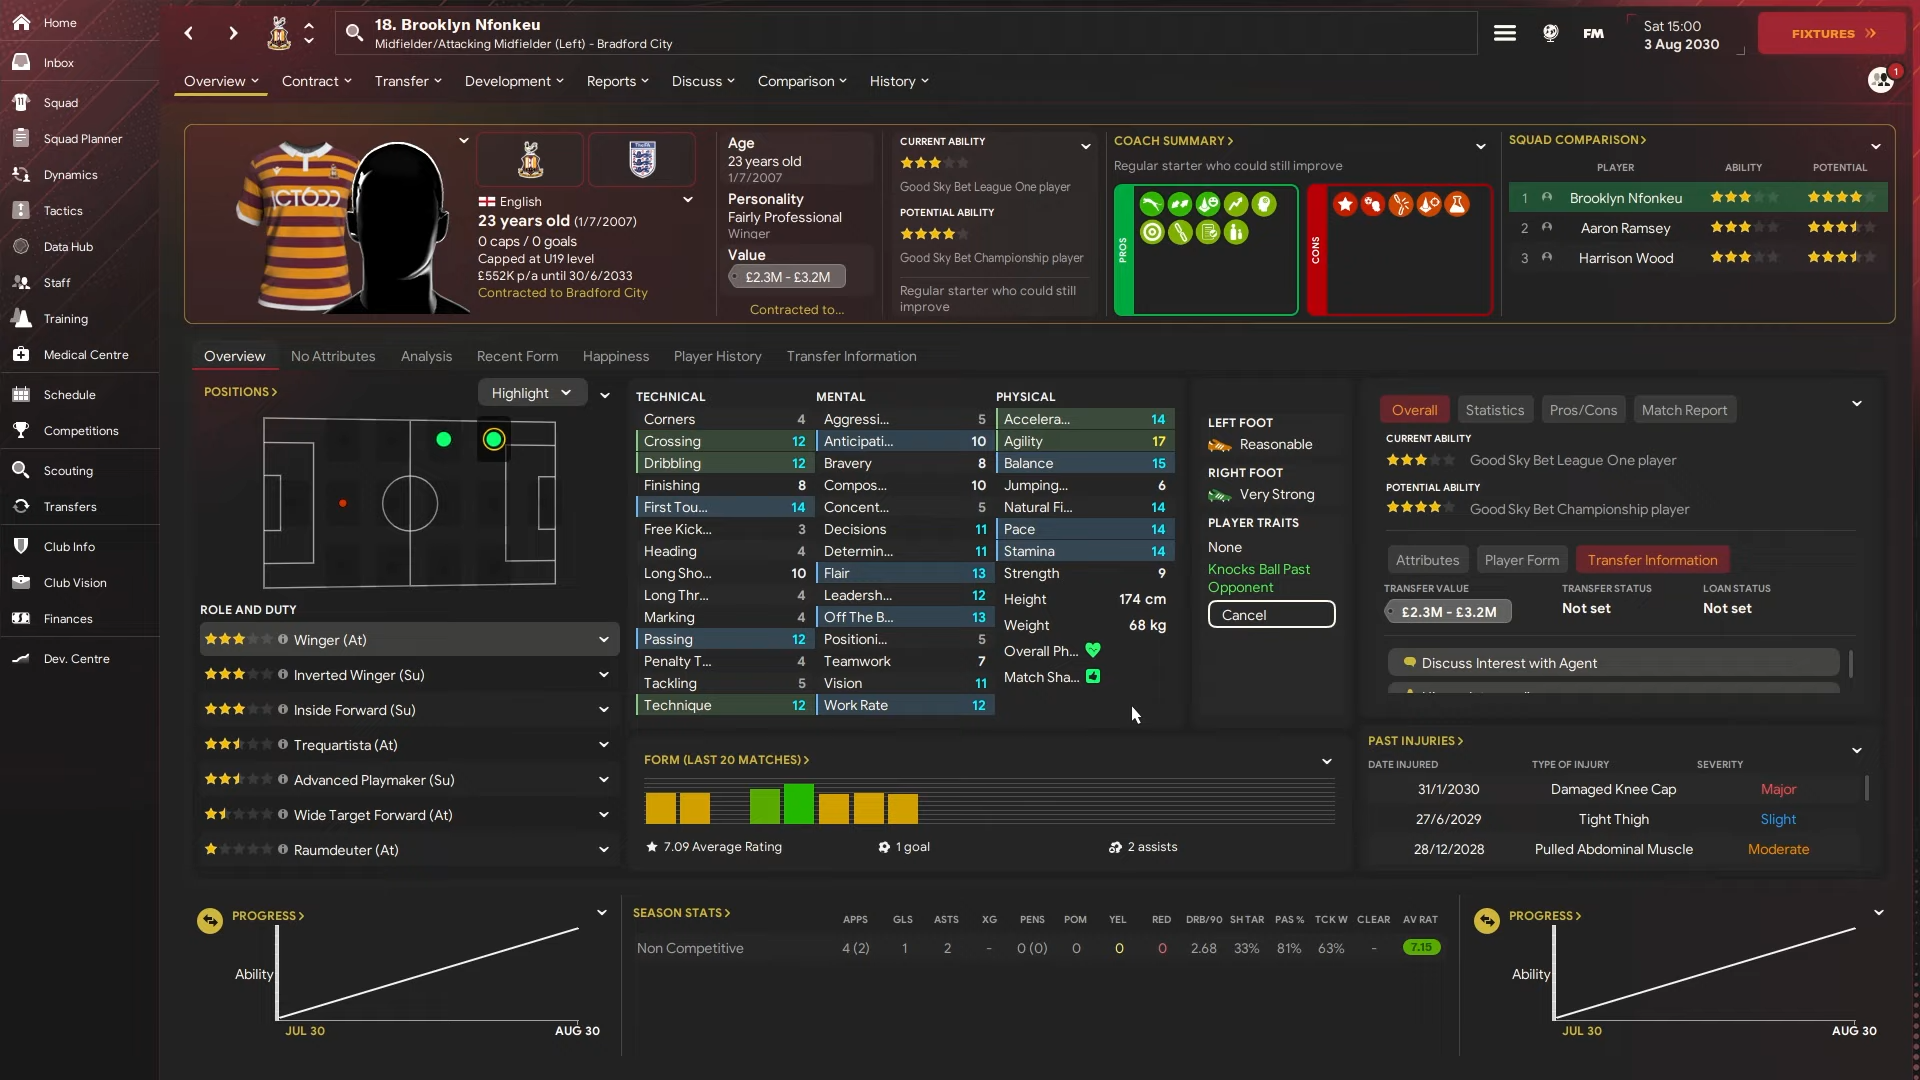 Home
Inbox
Squad
Squad Planner
Dynamics
Tactics
Data Hub
Staff
Training
Medical Centre
Schedule
Competitions
Scouting
Transfers
Club Info
Club Vision
Finances
Dev. Centre
18. Brooklyn Nfonkeu
Midfielder/Attacking Midfielder (Left) - Bradford City
FM
Sat 15:00
3 Aug 2030
FIXTURES
1
Overview Contract Transfer Development Reports Discuss Comparison History
JCT600
English
23 years old (1/7/2007)
0 caps / 0 goals
Capped at U19 level
£552K p/a until 30/6/2033
Contracted to Bradford City
Age
23 years old
1/7/2007
Personality
Fairly Professional
Winger
Value
£2.3M - £3.2M
Contracted to...
CURRENT ABILITY
Good Sky Bet League One player
POTENTIAL ABILITY
Good Sky Bet Championship player
Regular starter who could still
improve
COACH SUMMARY
Regular starter who could still improve
PROS
CONS
SQUAD COMPARISON
PLAYER ABILITY POTENTIAL
1 Brooklyn Nfonkeu
2 Aaron Ramsey
3 Harrison Wood
Overview No Attributes Analysis Recent Form Happiness Player History Transfer Information
POSITIONS
Highlight
ROLE AND DUTY
Winger (At)
Inverted Winger (Su)
Inside Forward (Su)
Trequartista (At)
Advanced Playmaker (Su)
Wide Target Forward (At)
Raumdeuter (At)
TECHNICAL
Corners 4
Crossing 12
Dribbling 12
Finishing 8
First Tou... 14
Free Kick... 3
Heading 4
Long Sho... 10
Long Thr... 4
Marking 4
Passing 12
Penalty T... 4
Tackling 5
Technique 12
MENTAL
Aggressi... 5
Anticipati... 10
Bravery 8
Compos... 10
Concent... 5
Decisions 11
Determin... 11
Flair 13
Leadersh... 12
Off The B... 13
Positioni... 5
Teamwork 7
Vision 11
Work Rate 12
PHYSICAL
Accelera... 14
Agility 17
Balance 15
Jumping... 6
Natural Fi... 14
Pace 14
Stamina 14
Strength 9
Height 174 cm
Weight 68 kg
Overall Ph...
Match Sha...
LEFT FOOT
Reasonable
RIGHT FOOT
Very Strong
PLAYER TRAITS
None
Knocks Ball Past
Opponent
Cancel
Overall Statistics Pros/Cons Match Report
CURRENT ABILITY
Good Sky Bet League One player
POTENTIAL ABILITY
Good Sky Bet Championship player
Attributes Player Form Transfer Information
TRANSFER VALUE TRANSFER STATUS LOAN STATUS
£2.3M - £3.2M Not set Not set
Discuss Interest with Agent
FORM (LAST 20 MATCHES)
7.09 Average Rating 1 goal 2 assists
PAST INJURIES
DATE INJURED TYPE OF INJURY SEVERITY
31/1/2030 Damaged Knee Cap Major
27/6/2029 Tight Thigh Slight
28/12/2028 Pulled Abdominal Muscle Moderate
PROGRESS
Ability
JUL 30 AUG 30
SEASON STATS
APPS GLS ASTS XG PENS POM YEL RED DRB/90 SH TAR PAS % TCK W CLEAR AV RAT
Non Competitive 4 (2) 1 2 - 0 (0) 0 0 0 2.68 33% 81% 63% - 7.15
PROGRESS
Ability
JUL 30 AUG 30